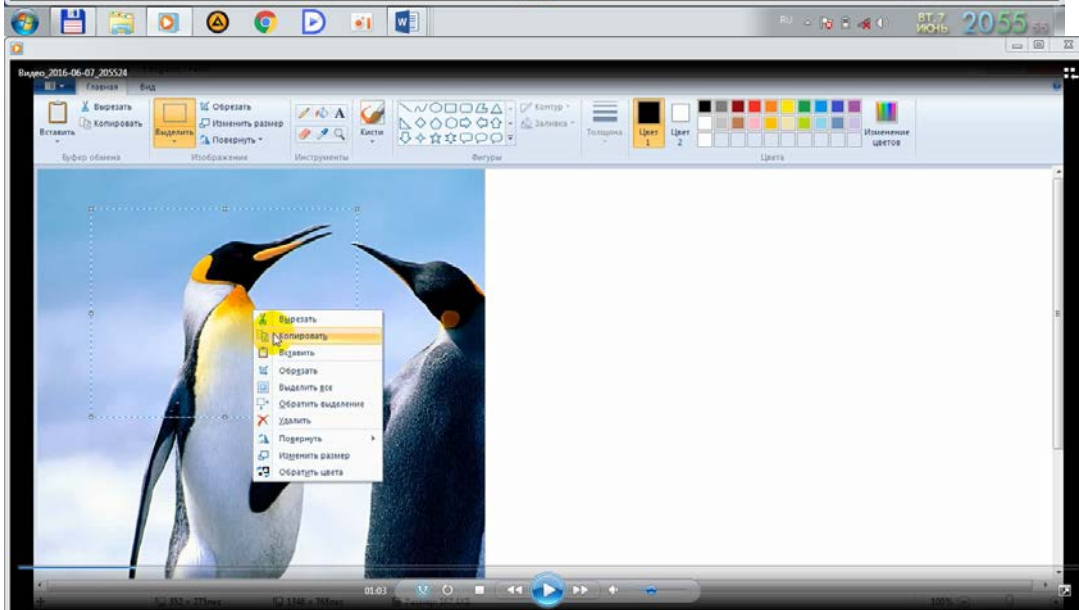 RU
ВТ, 7 ИЮНЬ
2055
Видео_2016-06-07_205524
Главная
Вид
Вставить
Вырезать
Копировать
Буфер обмена
Выделить
Обрезать
Изменить размер
Повернуть
Изображение
A
Инструменты
Кисти
Контур
Заливка
Фигуры
Толщина
Цвет 1
Цвет 2
Изменение цветов
Цвета
Вырезать
Копировать
Вставить
Обрезать
Выделить все
Обратить выделение
Удалить
Повернуть
Изменить размер
Обратить цвета
01:03
100%